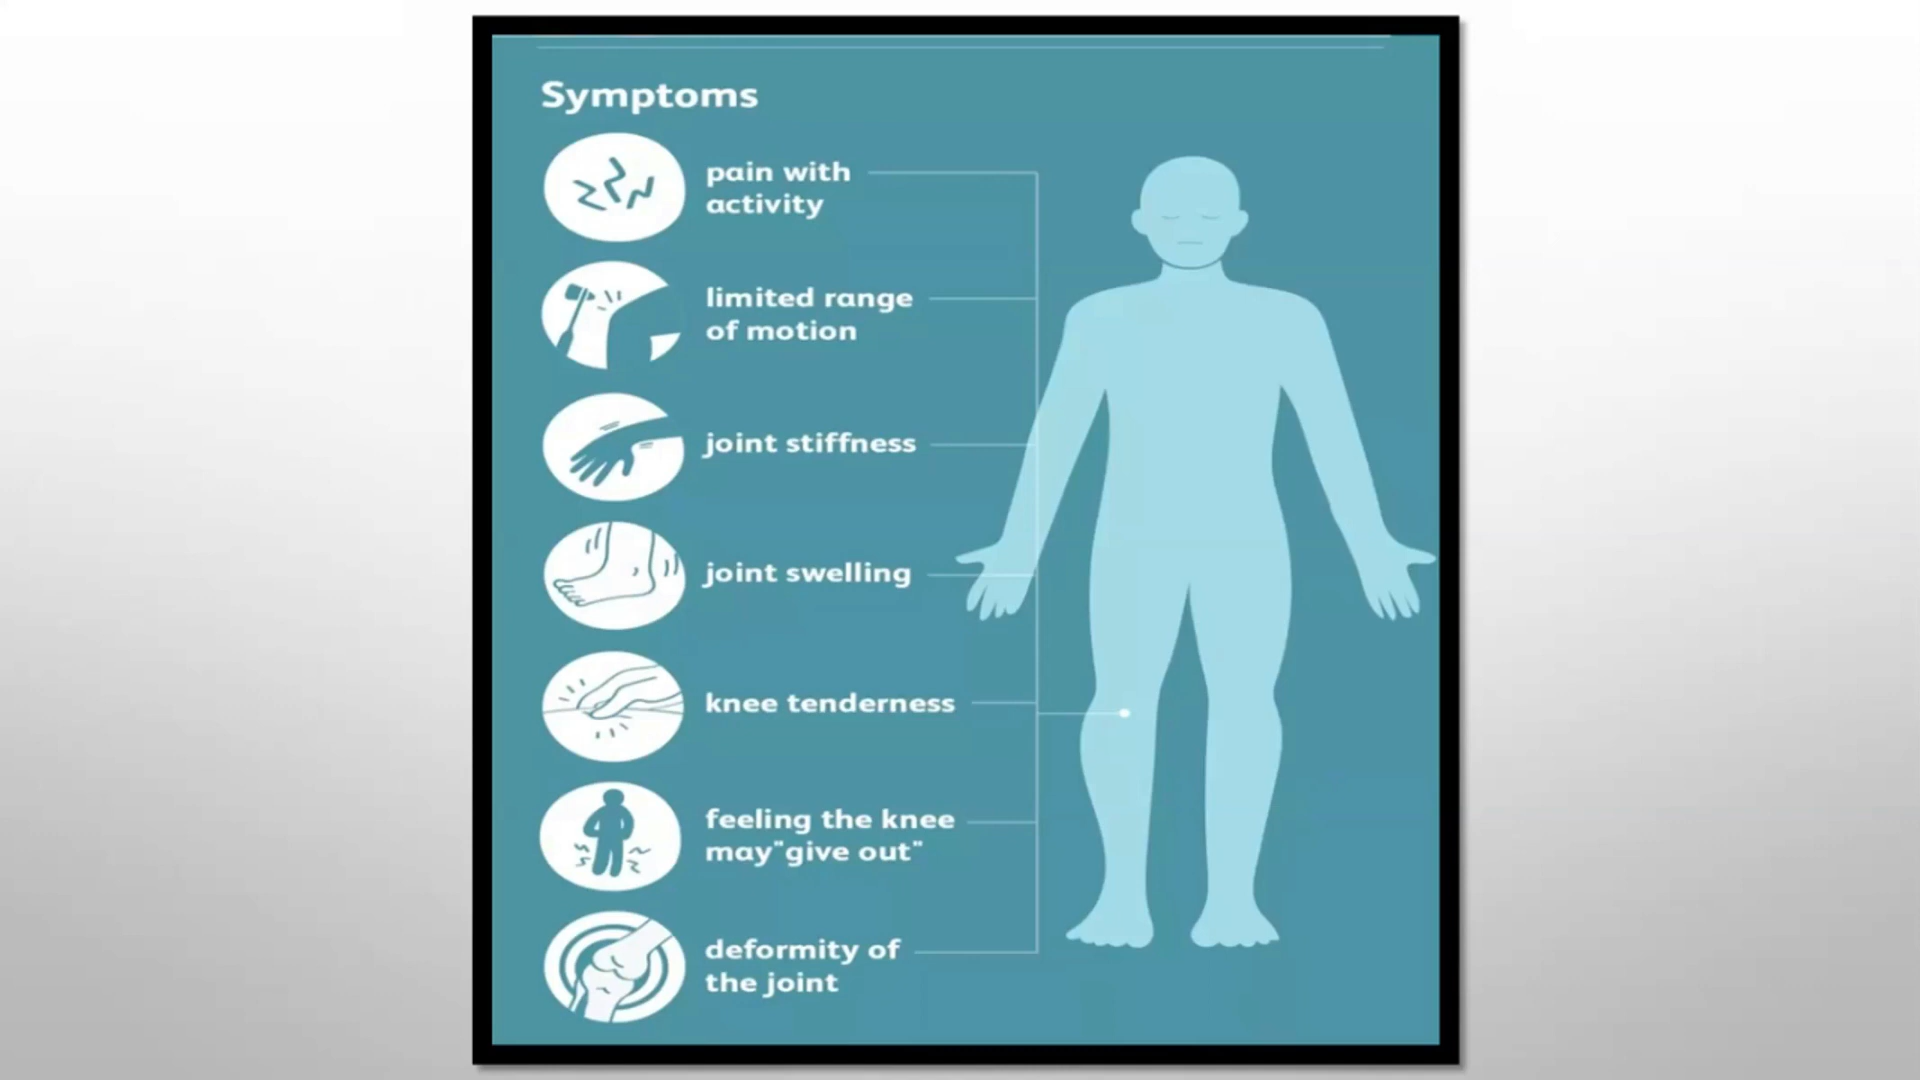 Symptoms
pain with
activity
limited range
of motion
joint stiffness
joint swelling
knee tenderness
feeling the knee
may"give out"
deformity of
the joint